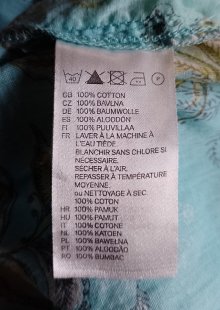 40
GB 100% COTTON
CZ 100% BAVLNA
DE 100% BAUMWOLLE
ES 100% ALGODÓN
FI 100% PUUVILLAA
FR LAVER À LA MACHINE À
L'EAU TIÈDE.
BLANCHIR SANS CHLORE SI
NÉCESSAIRE.
SÉCHER À L'AIR.
REPASSER À TEMPÉRATURE
MOYENNE.
ou NETTOYAGE À SEC.
100% COTON
HR 100% PAMUK
HU 100% PAMUT
IT 100% COTONE
NL 100% KATOEN
PL 100% BAWEŁNA
PT 100% ALGODÃO
RO 100% BUMBAC